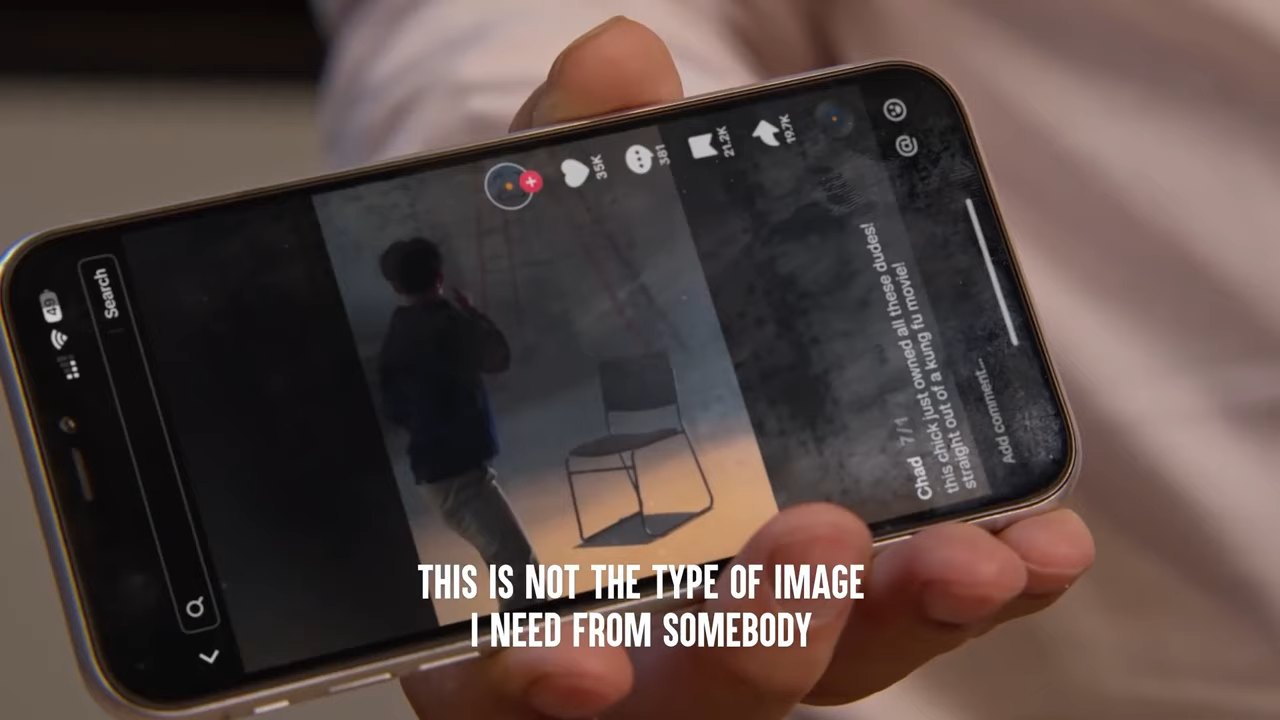 49
Search
35K
381
21.2K
19.7K
@
Chad 7/1
this chick just owned all these dudes!
straight out of a kung fu movie!
Add comment...
THIS IS NOT THE TYPE OF IMAGE
I NEED FROM SOMEBODY